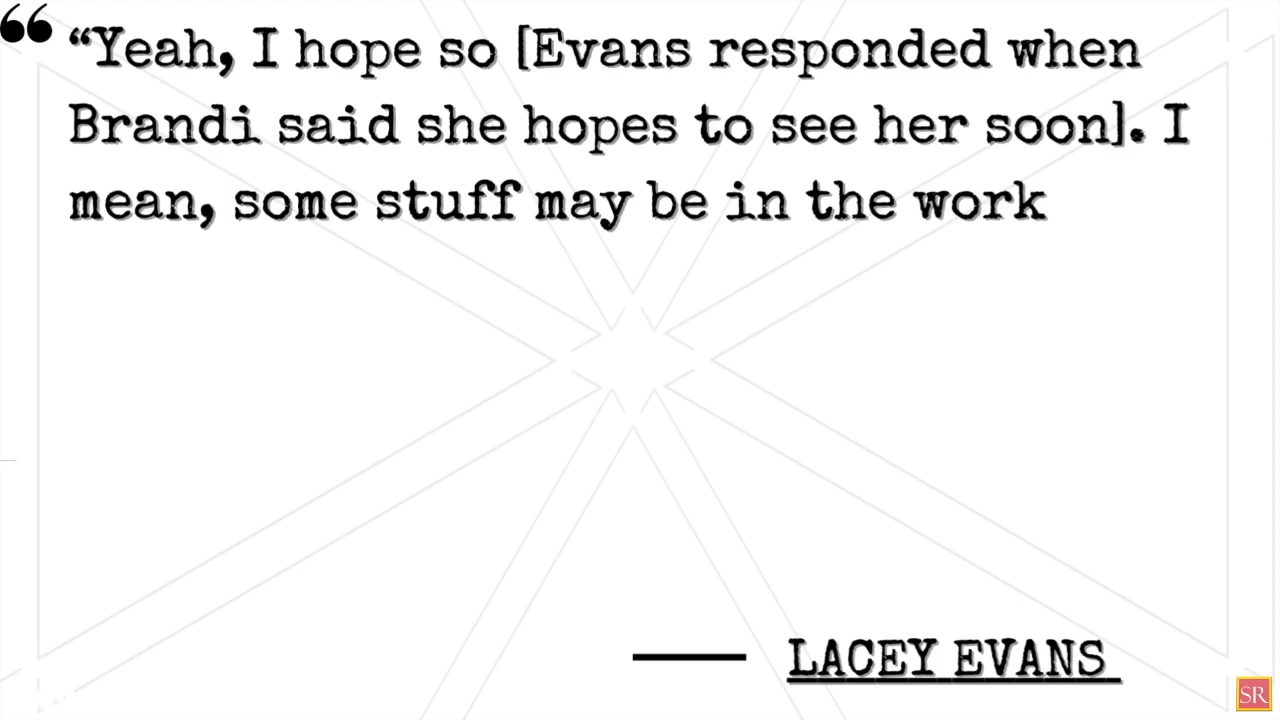 “Yeah, I hope so [Evans responded when
Brandi said she hopes to see her soon]. I
mean, some stuff may be in the work
LACEY EVANS
SR